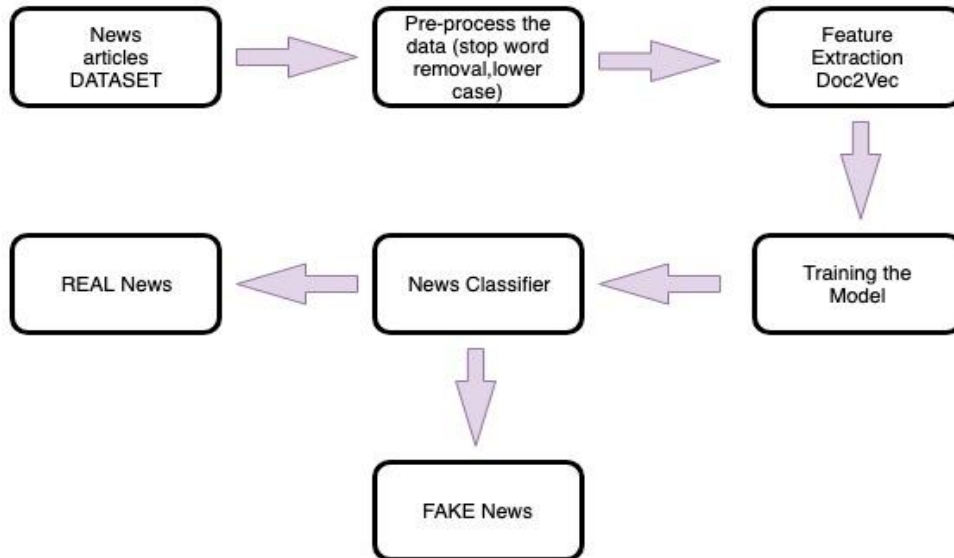 News
articles
DATASET
Pre-process the
data (stop word
removal,lower
case)
Feature
Extraction
Doc2Vec
REAL News
News Classifier
Training the
Model
FAKE News